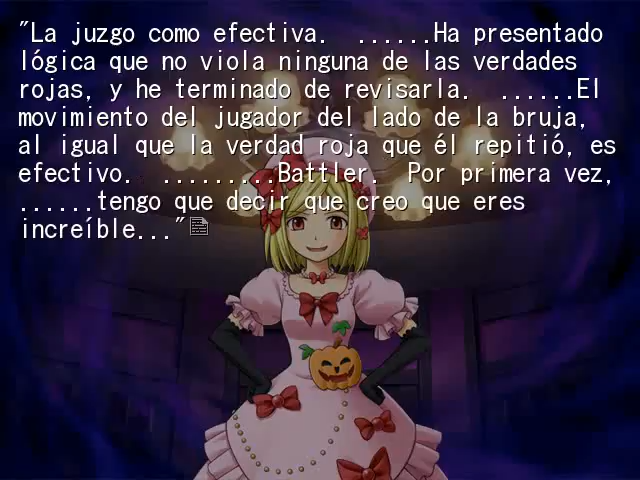 "La juzgo como efectiva.  ......Ha presentado
lógica que no viola ninguna de las verdades
rojas, y he terminado de revisarla.  ......El
movimiento del jugador del lado de la bruja,
al igual que la verdad roja que él repitió, es
efectivo.  .........Battler.  Por primera vez,
......tengo que decir que creo que eres
increíble..."